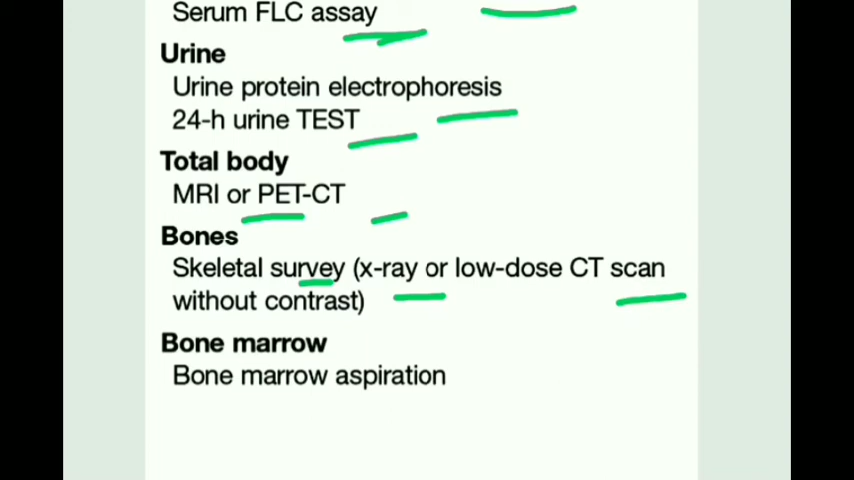 Serum FLC assay
Urine
Urine protein electrophoresis
24-h urine TEST
Total body
MRI or PET-CT
Bones
Skeletal survey (x-ray or low-dose CT scan
without contrast)
Bone marrow
Bone marrow aspiration